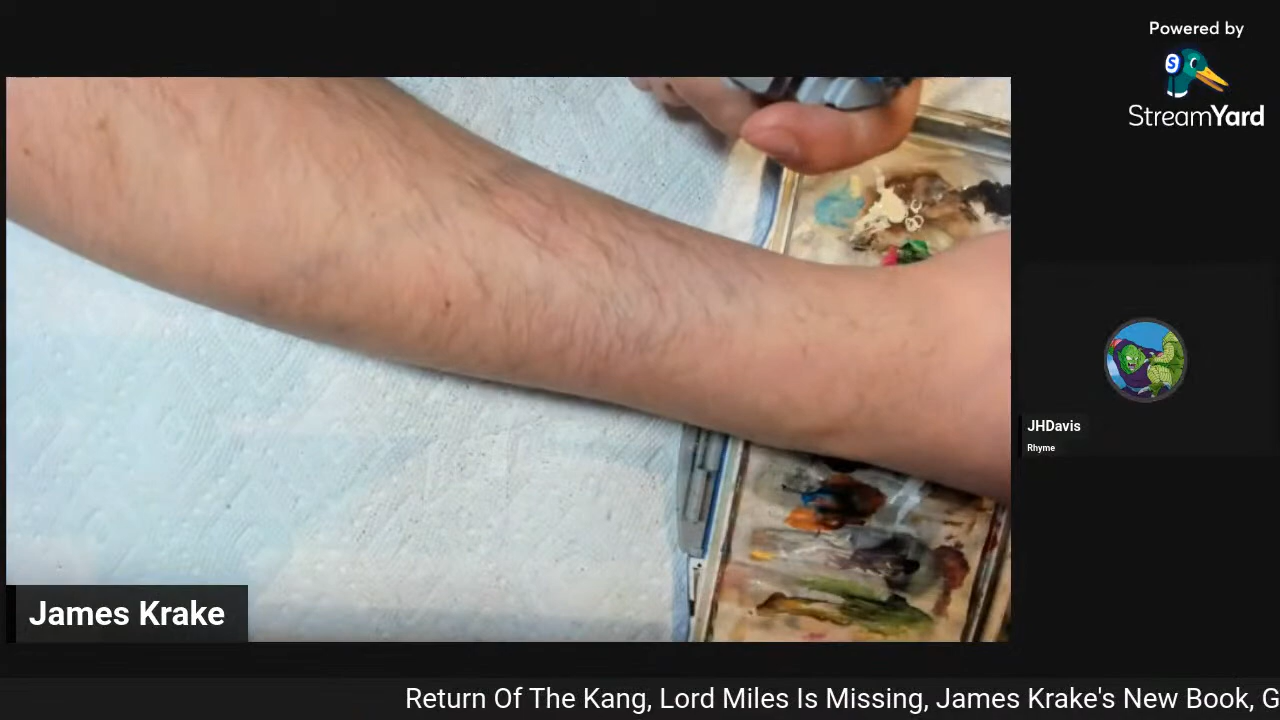 Powered by
StreamYard
JHDavis
Rhyme
James Krake
Return Of The Kang, Lord Miles Is Missing, James Krake's New Book, G